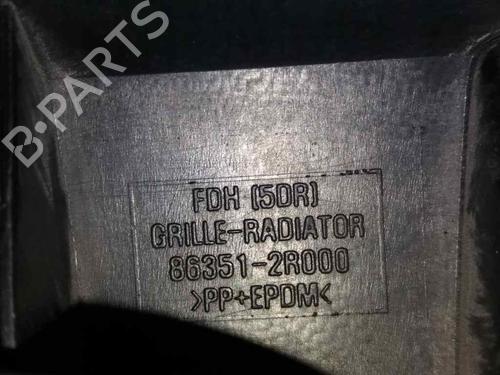 B-PARTS
FDH (5DR)
GRILLE-RADIATOR
86351-2R000
>PP+EPDM<